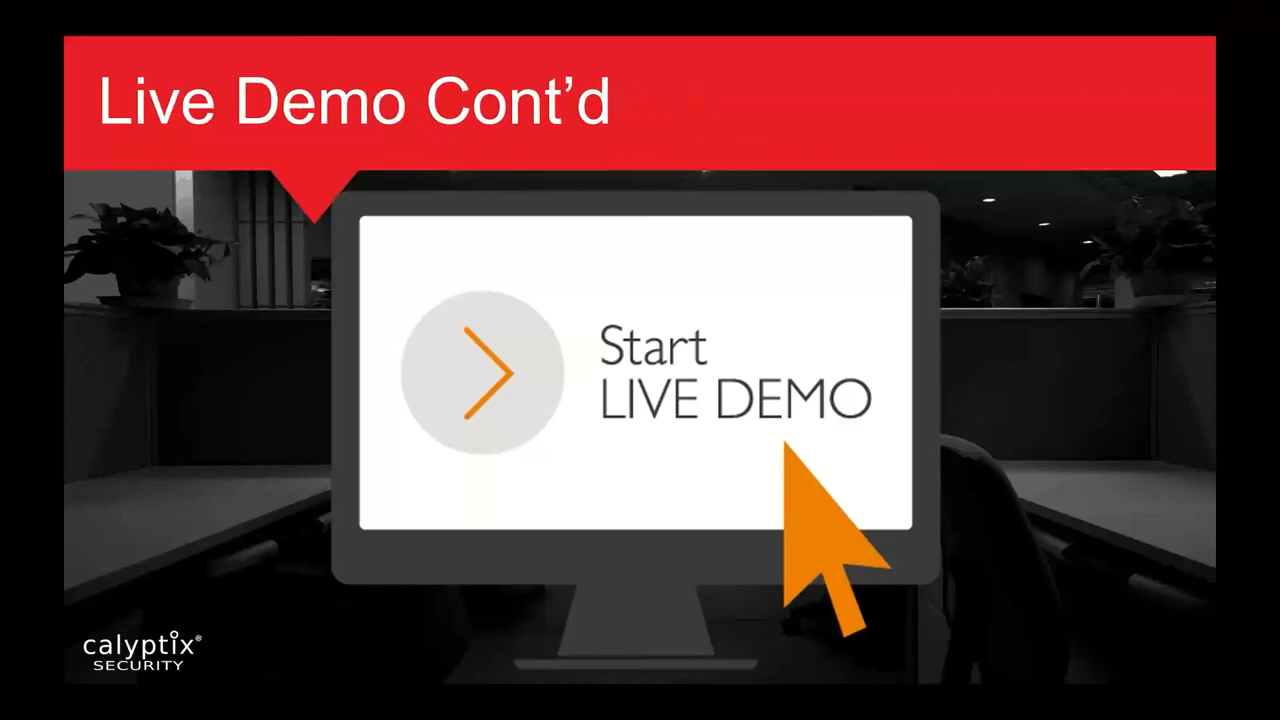 Live Demo Cont’d
Start
LIVE DEMO
calyptix®
SECURITY